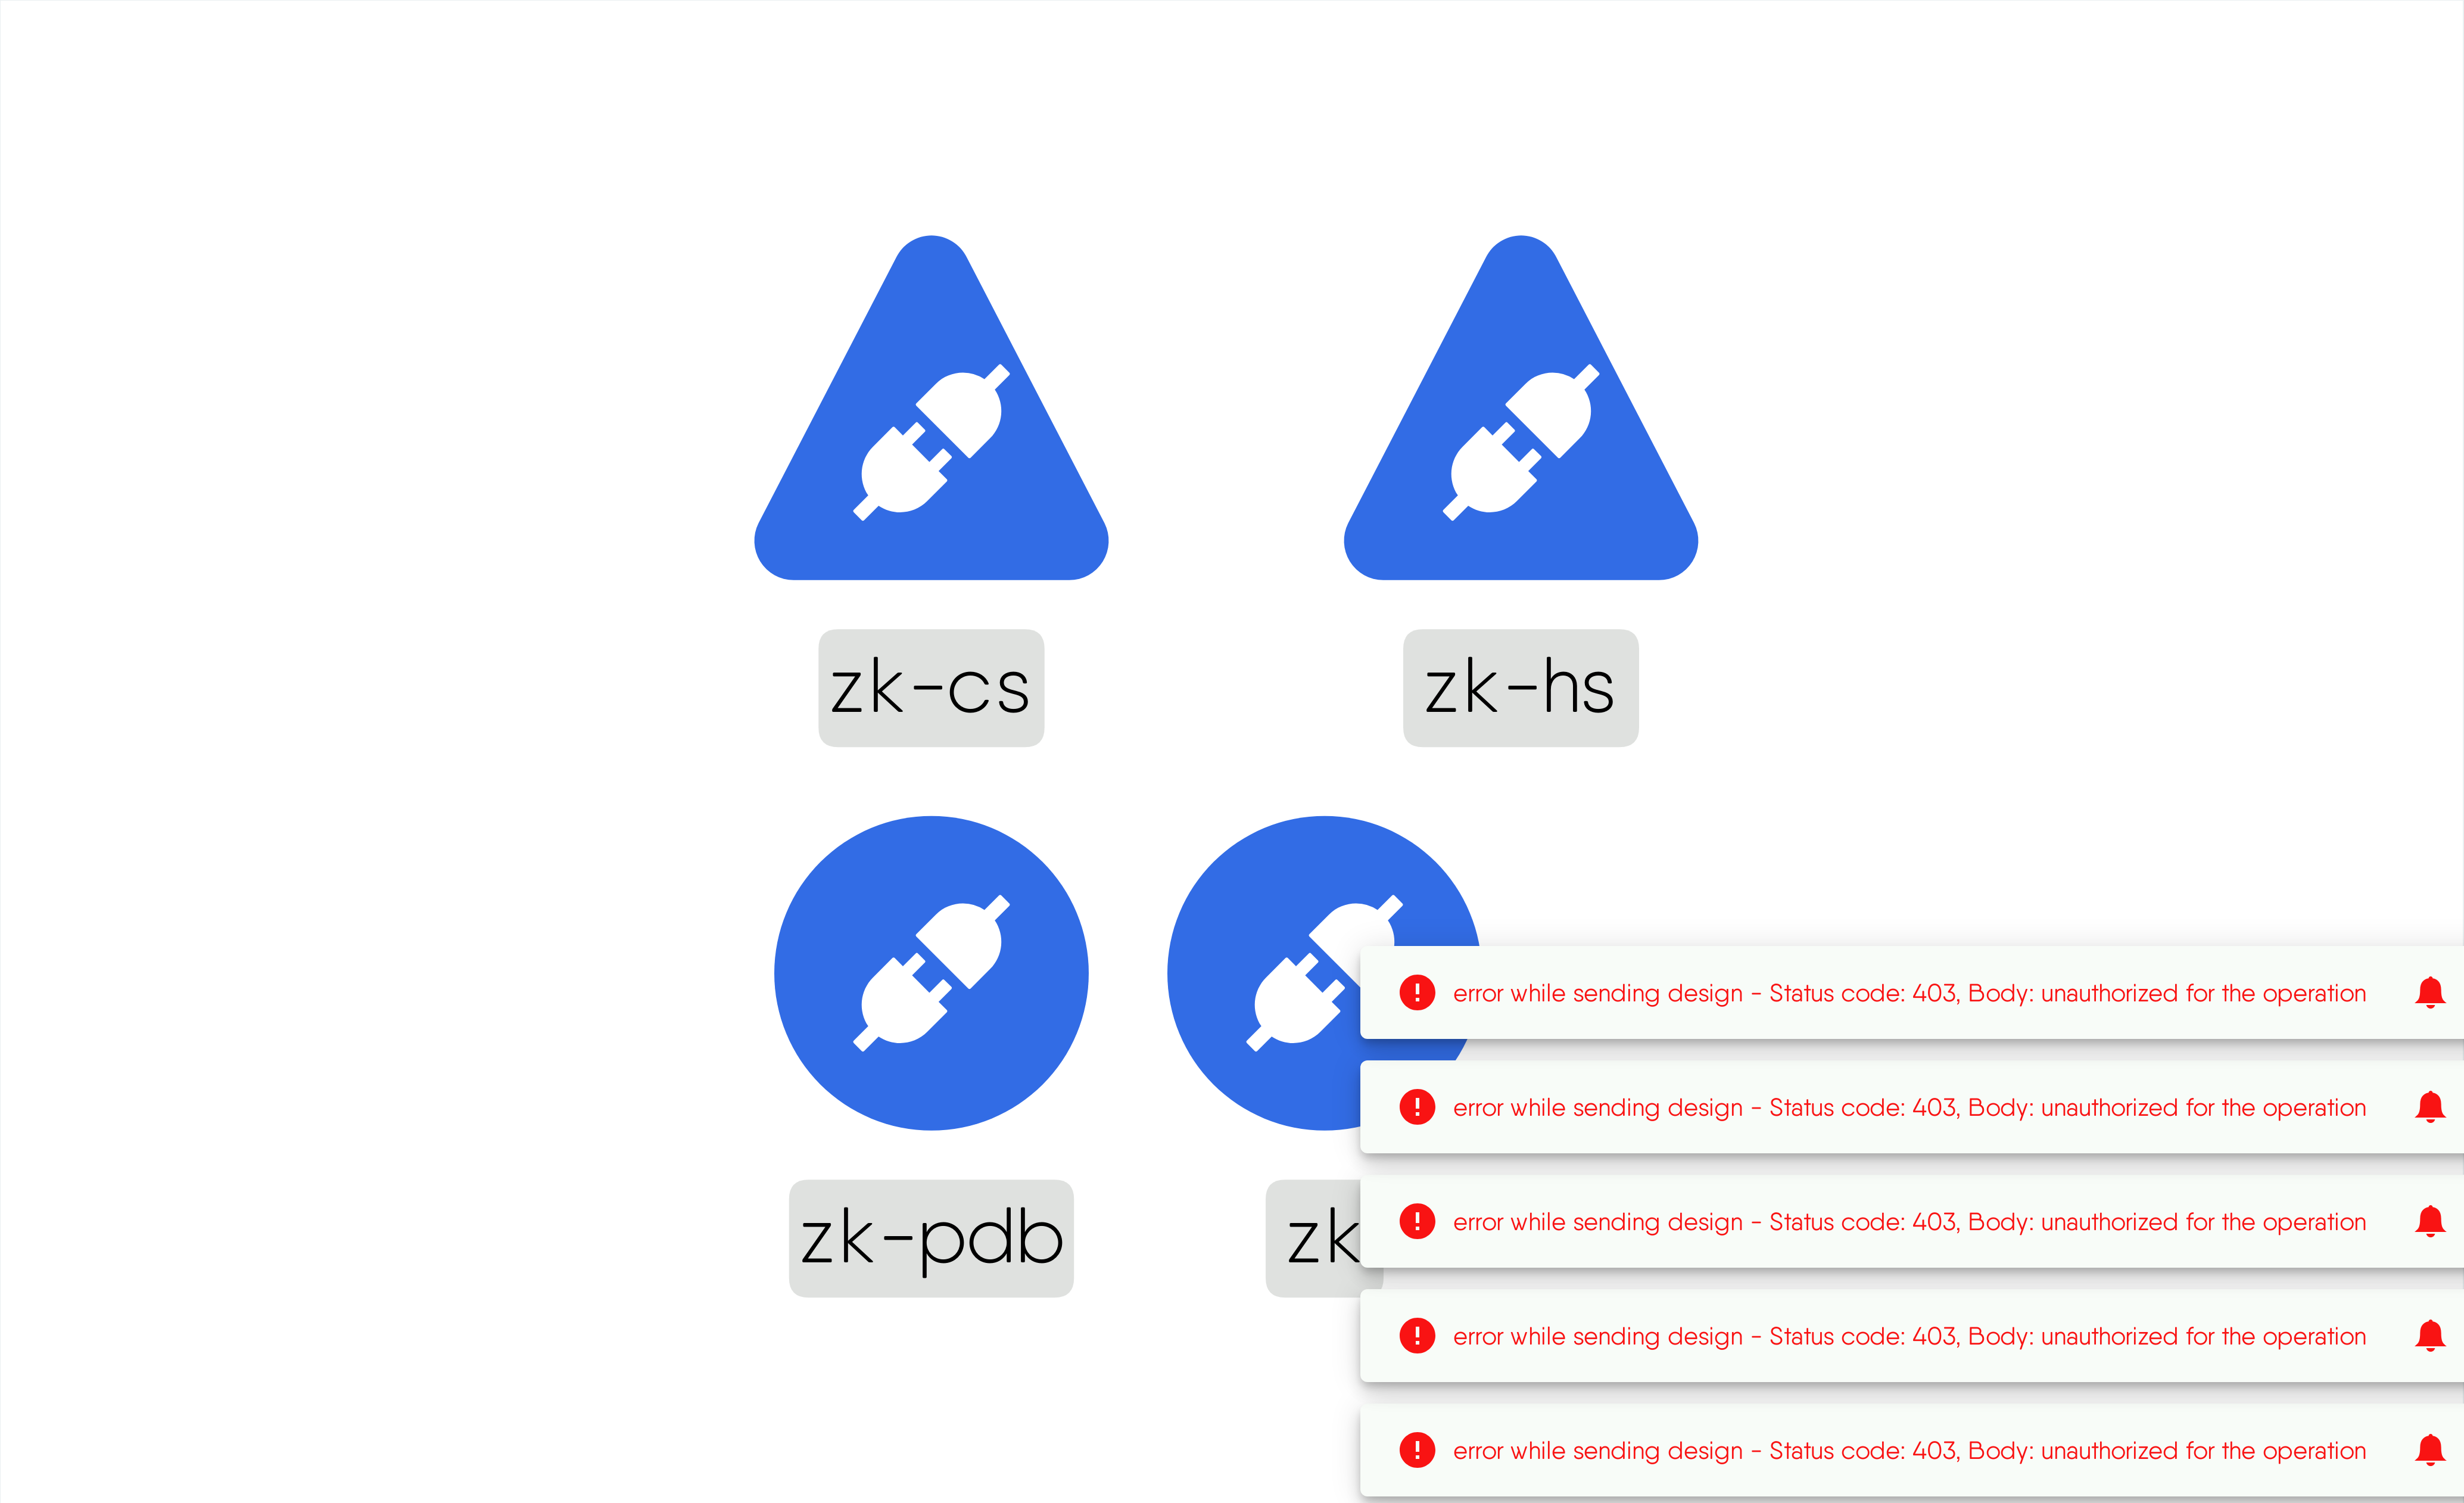 zk-cs
zk-hs
zk-pdb
zk
error while sending design - Status code: 403, Body: unauthorized for the operation
error while sending design - Status code: 403, Body: unauthorized for the operation
error while sending design - Status code: 403, Body: unauthorized for the operation
error while sending design - Status code: 403, Body: unauthorized for the operation
error while sending design - Status code: 403, Body: unauthorized for the operation